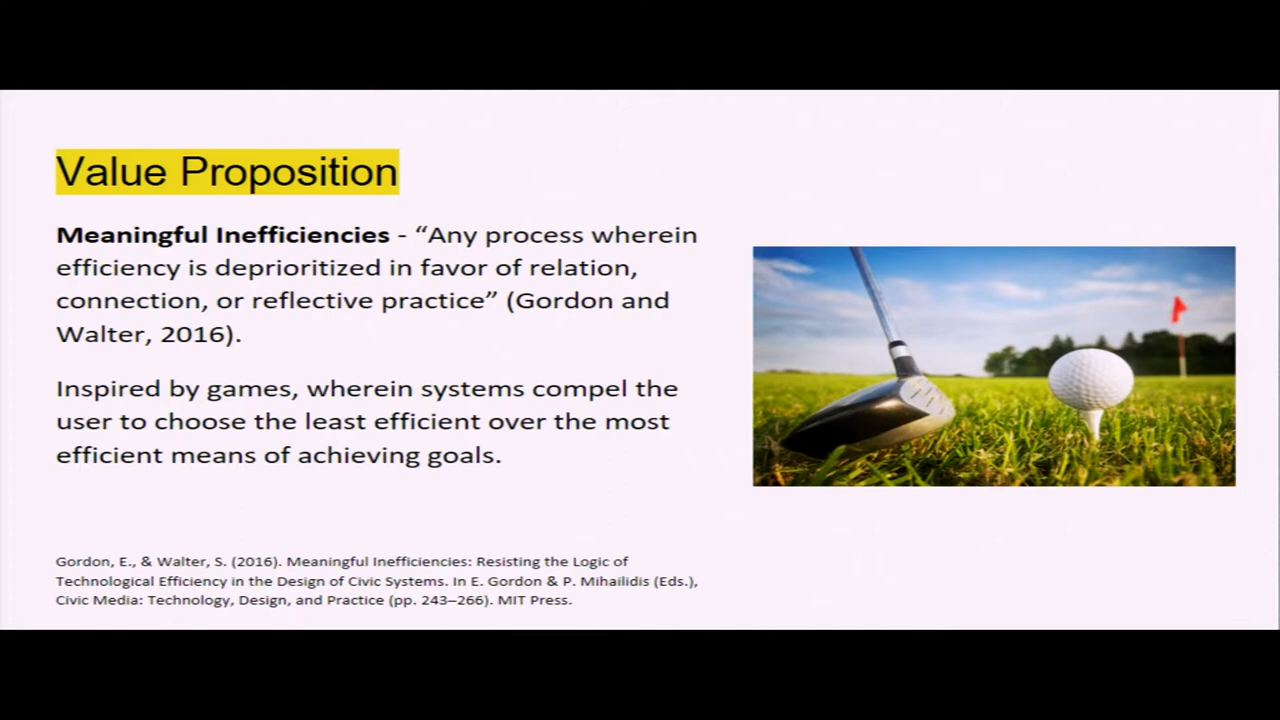 Value Proposition
Meaningful Inefficiencies - “Any process wherein
efficiency is deprioritized in favor of relation,
connection, or reflective practice” (Gordon and
Walter, 2016).
Inspired by games, wherein systems compel the
user to choose the least efficient over the most
efficient means of achieving goals.
Gordon, E., & Walter, S. (2016). Meaningful Inefficiencies: Resisting the Logic of
Technological Efficiency in the Design of Civic Systems. In E. Gordon & P. Mihailidis (Eds.),
Civic Media: Technology, Design, and Practice (pp. 243–266). MIT Press.